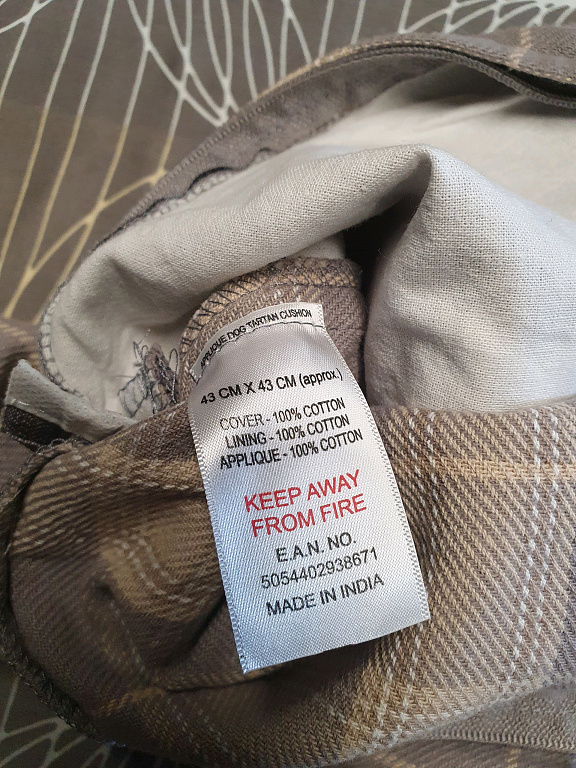 APPLIQUE DOG TARTAN CUSHION
43 CM X 43 CM (approx.)
COVER - 100% COTTON
LINING - 100% COTTON
APPLIQUE - 100% COTTON
KEEP AWAY
FROM FIRE
E.A.N. NO.
5054402938671
MADE IN INDIA